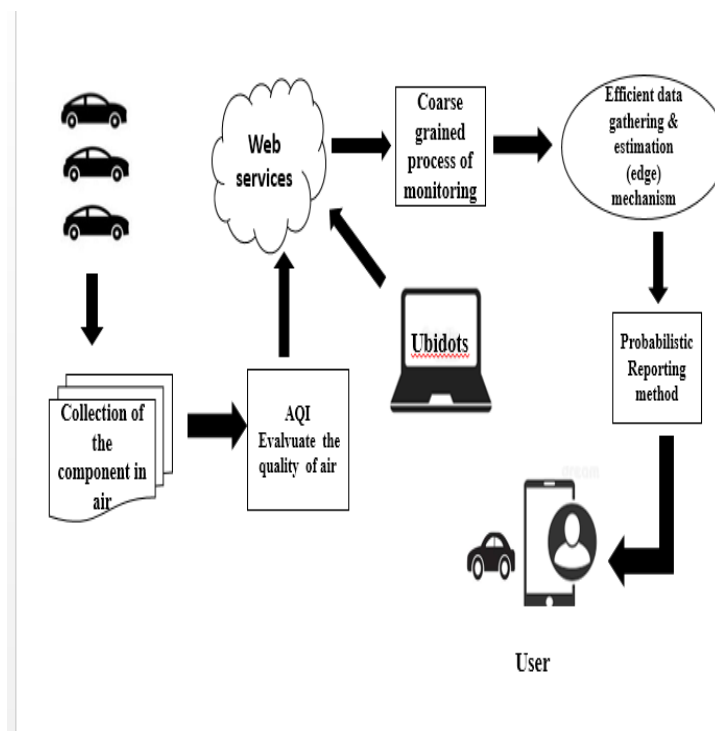 Web
services
Coarse
grained
process of
monitoring
Efficient data
gathering &
estimation
(edge)
mechanism
Ubidots
Probabilistic
Reporting
method
Collection of
the
component in
air
AQI
Evalvuate the
quality of air
User